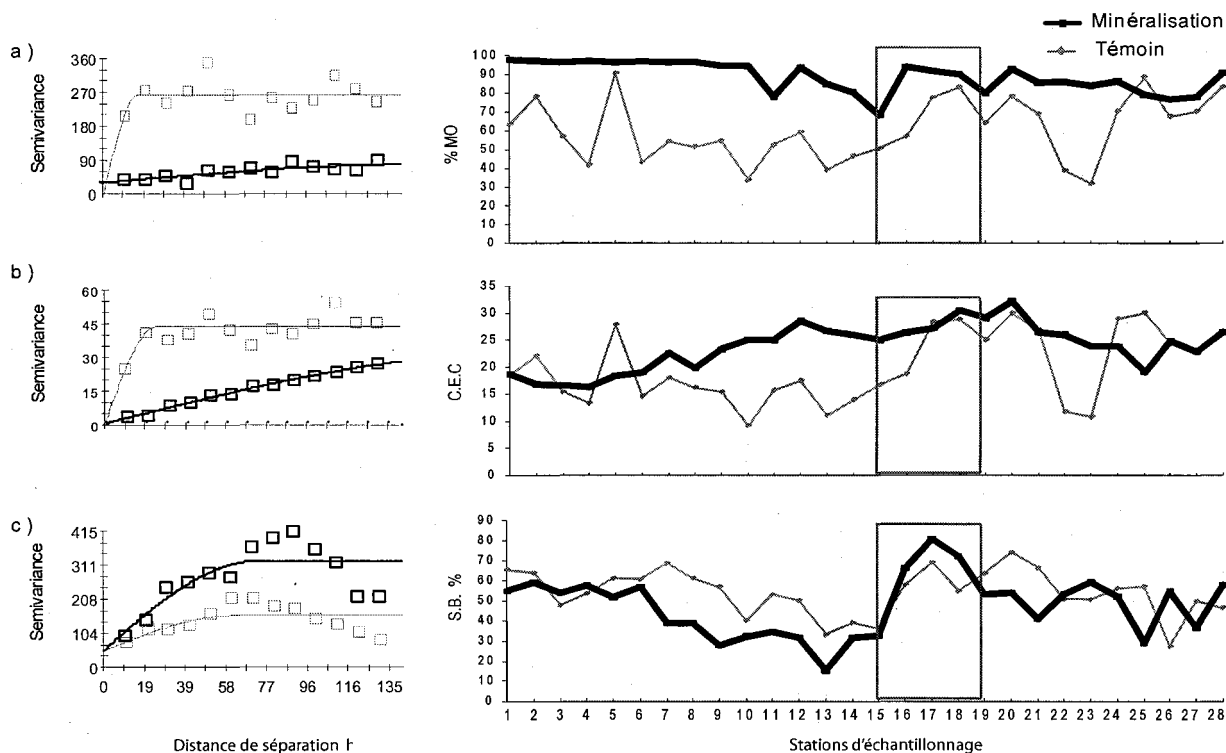 Minéralisation
Témoin
a )
Semivariance
360
270
180
90
0
% MO
100
90
80
70
60
50
40
30
20
10
0
b )
Semivariance
60
45
30
15
0
C.E.C
35
30
25
20
15
10
5
0
c )
Semivariance
415
311
208
104
0
0 19 39 58 77 96 116 135
Distance de séparation h
S.B. %
90
80
70
60
50
40
30
20
10
0
1 2 3 4 5 6 7 8 9 10 11 12 13 14 15 16 17 18 19 20 21 22 23 24 25 26 27 28
Stations d'échantillonnage